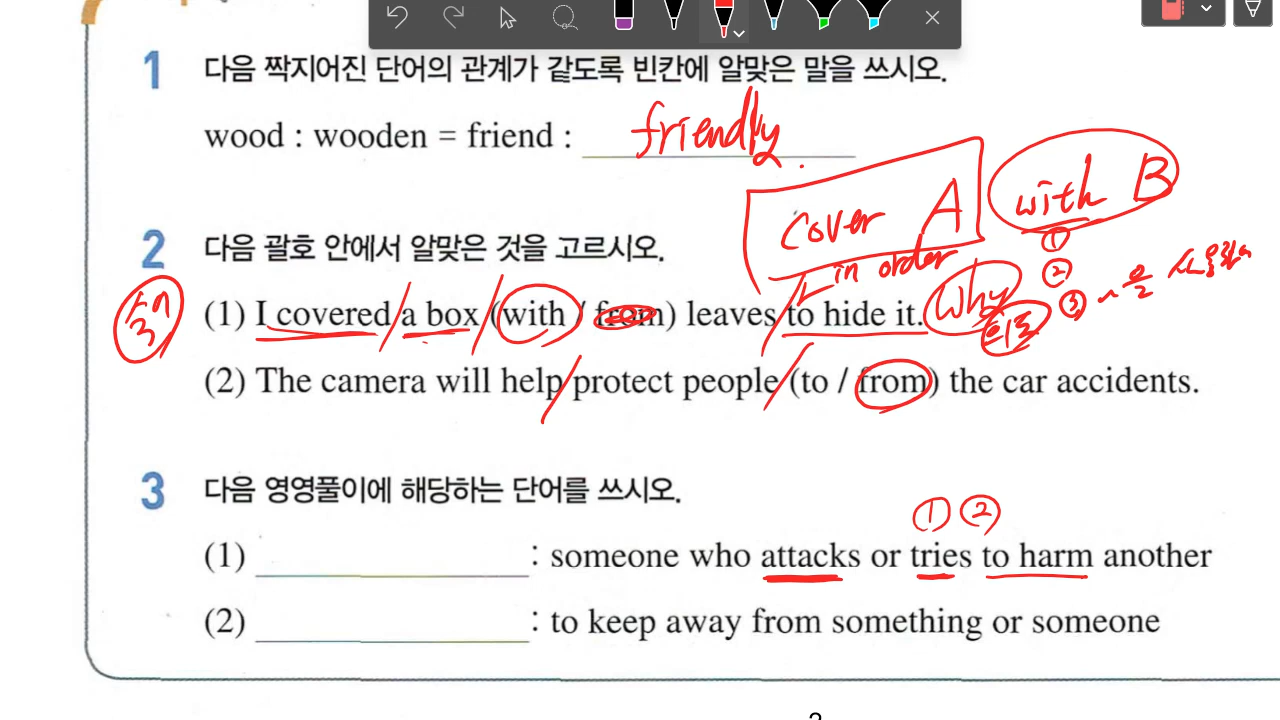 1 다음 짝지어진 단어의 관계가 같도록 빈칸에 알맞은 말을 쓰시오.
wood : wooden = friend : friendly
cover A with B
①
2 다음 괄호 안에서 알맞은 것을 고르시오.
in order
②
(1) I covered a box (with / from) leaves to hide it. Why
③ ~을
의도
(2) The camera will help protect people (to / from) the car accidents.
3 다음 영영풀이에 해당하는 단어를 쓰시오.
① ②
(1) : someone who attacks or tries to harm another
(2) : to keep away from something or someone